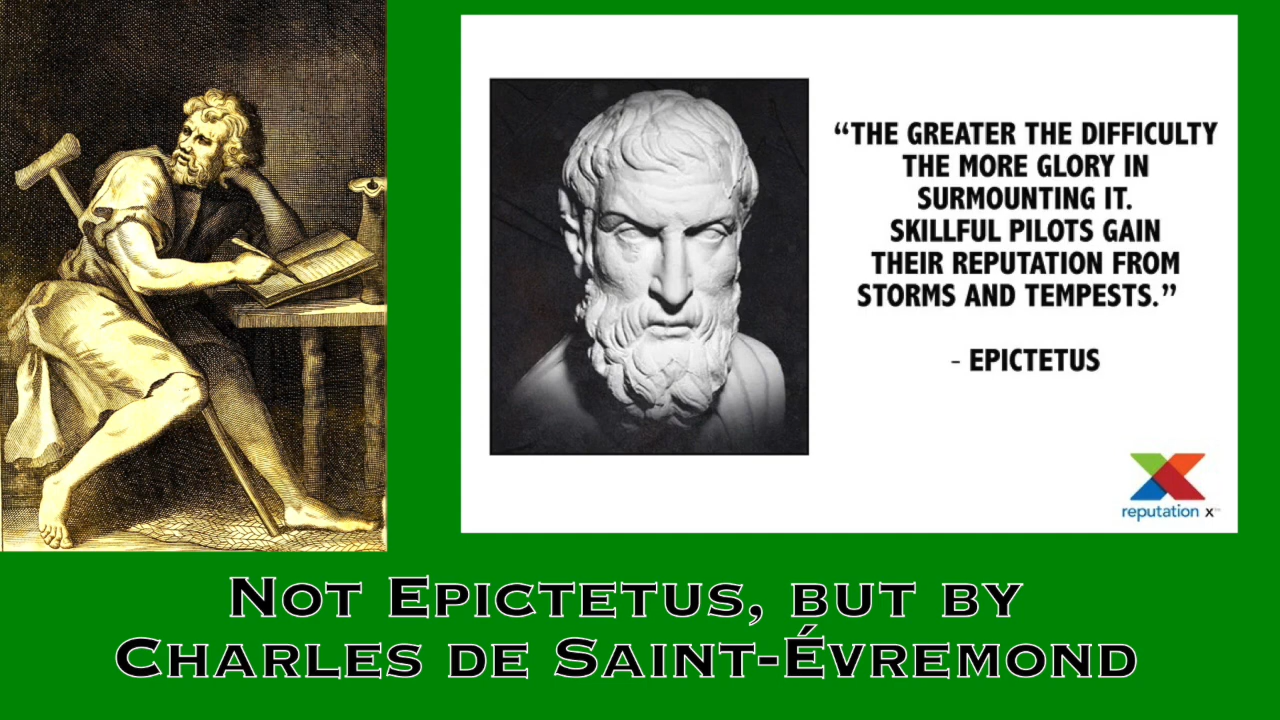 “THE GREATER THE DIFFICULTY
THE MORE GLORY IN
SURMOUNTING IT.
SKILLFUL PILOTS GAIN
THEIR REPUTATION FROM
STORMS AND TEMPESTS.”
- EPICTETUS
reputation x
NOT EPICTETUS, BUT BY
CHARLES DE SAINT-ÉVREMOND